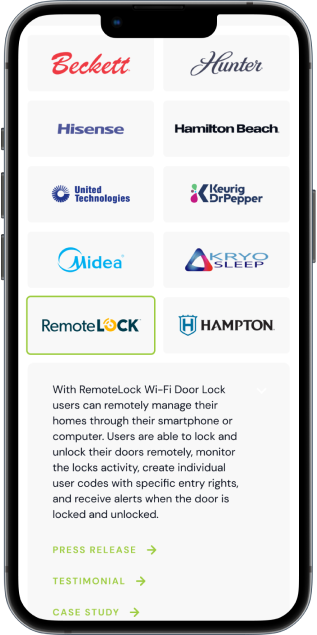 Beckett
Hunter
Hisense
Hamilton Beach
United
Technologies
Keurig
DrPepper
Midea
KRYO
SLEEP
RemoteLOCK
HAMPTON
With RemoteLock Wi-Fi Door Lock
users can remotely manage their
homes through their smartphone or
computer. Users are able to lock and
unlock their doors remotely, monitor
the locks activity, create individual
user codes with specific entry rights,
and receive alerts when the door is
locked and unlocked.
PRESS RELEASE
TESTIMONIAL
CASE STUDY